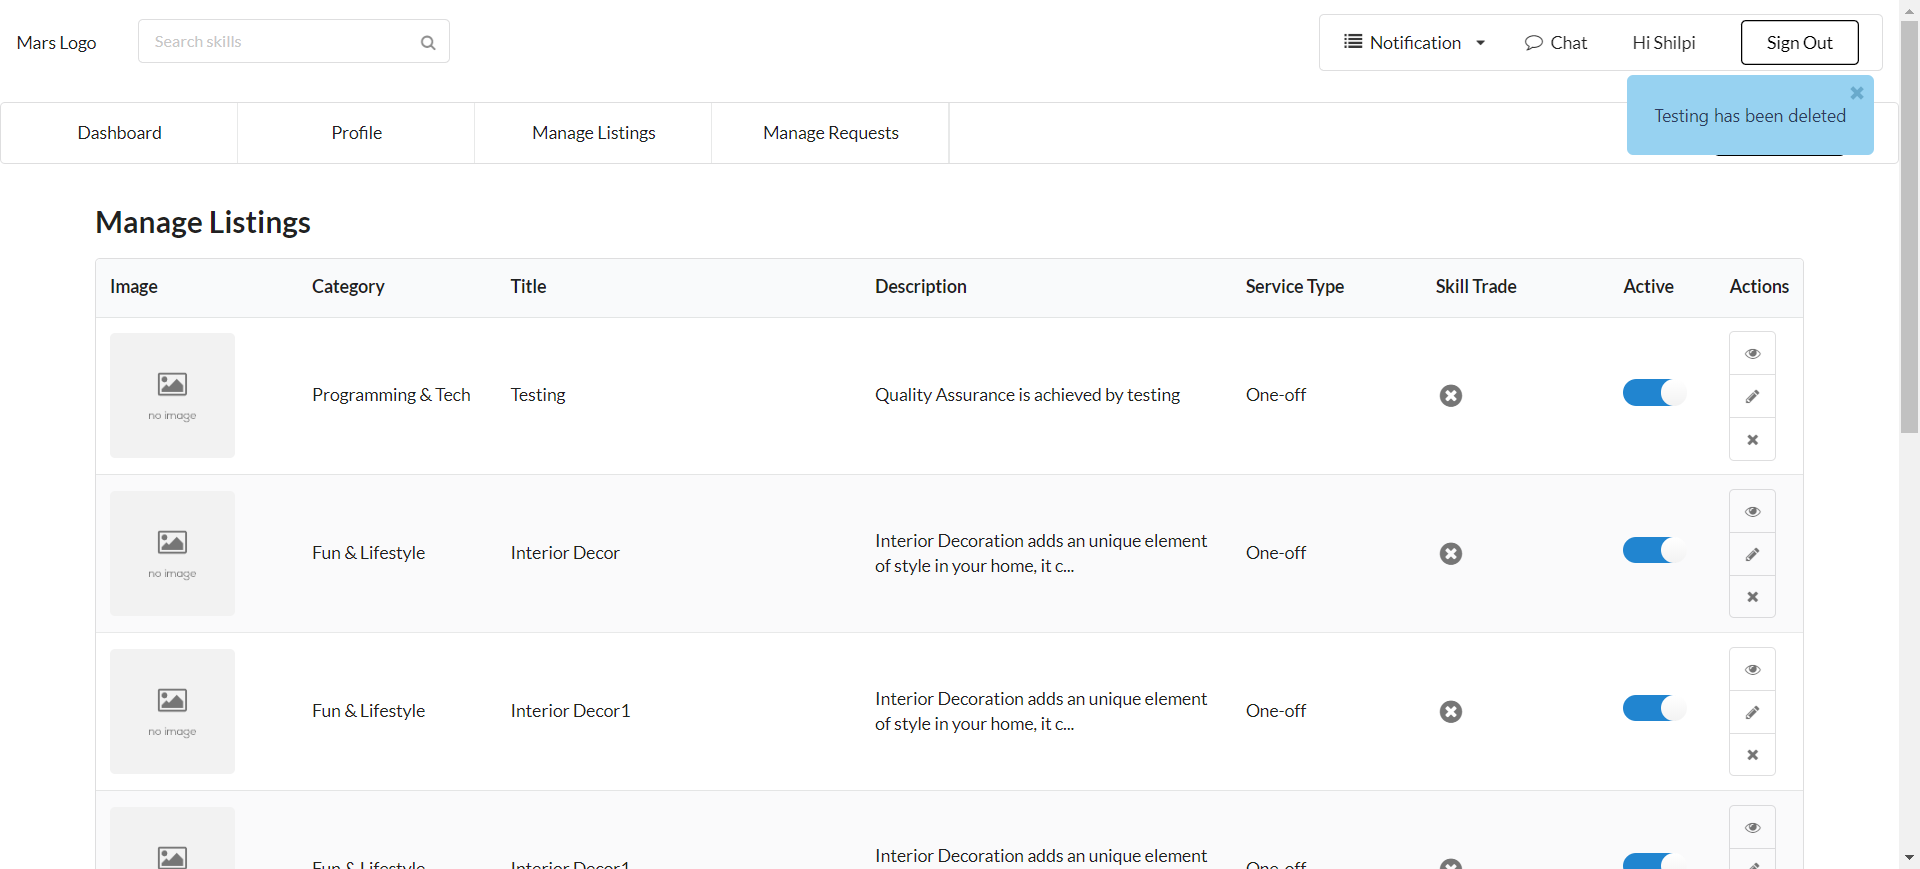 Mars Logo
Search skills
Notification
Chat
Hi Shilpi
Sign Out
Testing has been deleted
Dashboard
Profile
Manage Listings
Manage Requests
Manage Listings
Image
Category
Title
Description
Service Type
Skill Trade
Active
Actions
no image
Programming & Tech
Testing
Quality Assurance is achieved by testing
One-off
no image
Fun & Lifestyle
Interior Decor
Interior Decoration adds an unique element
of style in your home, it c...
One-off
no image
Fun & Lifestyle
Interior Decor1
Interior Decoration adds an unique element
of style in your home, it c...
One-off
Fun & Lifestyle
Interior Decor1
Interior Decoration adds an unique element
One-off